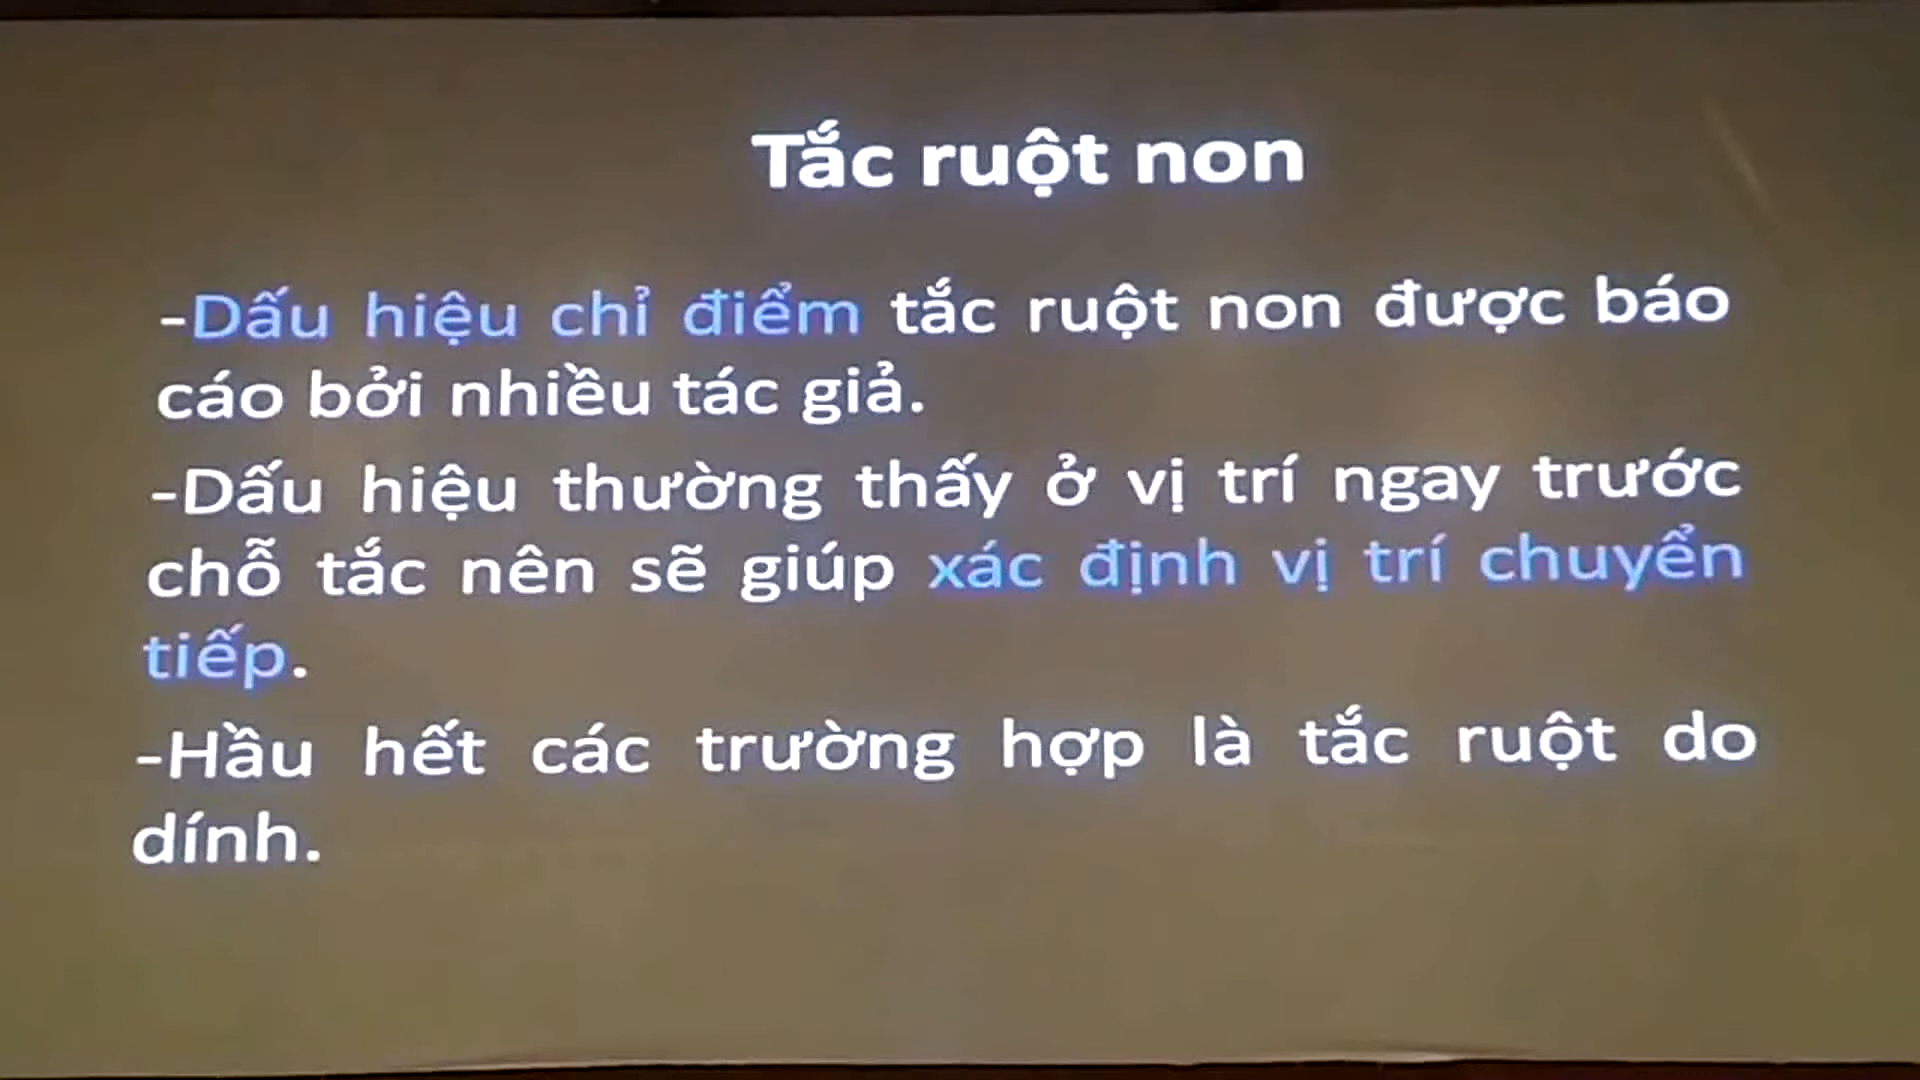 Tắc ruột non
-Dấu hiệu chỉ điểm tắc ruột non được báo
cáo bởi nhiều tác giả.
-Dấu hiệu thường thấy ở vị trí ngay trước
chỗ tắc nên sẽ giúp xác định vị trí chuyển
tiếp.
-Hầu hết các trường hợp là tắc ruột do
dính.